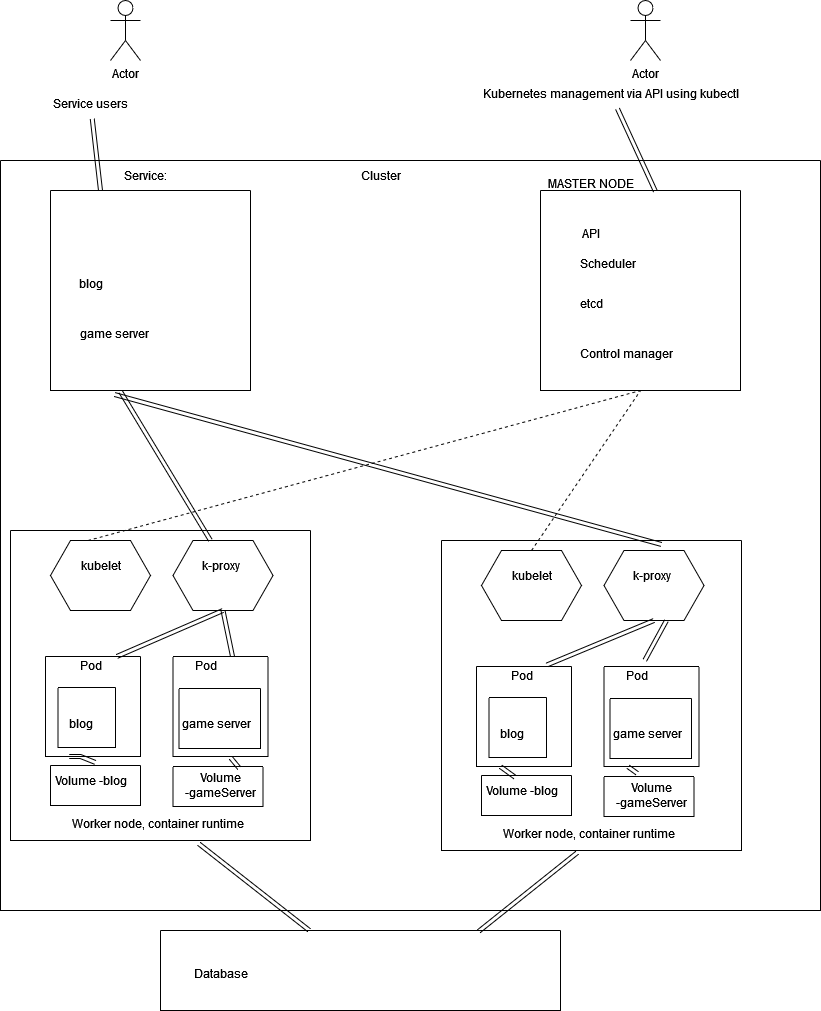 Actor
Actor
Service users
Kubernetes management via API using kubectl
Service:
Cluster
MASTER NODE
API
Scheduler
etcd
Control manager
blog
game server
kubelet
k-proxy
kubelet
k-proxy
Pod
Pod
blog
game server
Volume -blog
Volume
-gameServer
Worker node, container runtime
Pod
Pod
blog
game server
Volume -blog
Volume
-gameServer
Worker node, container runtime
Database